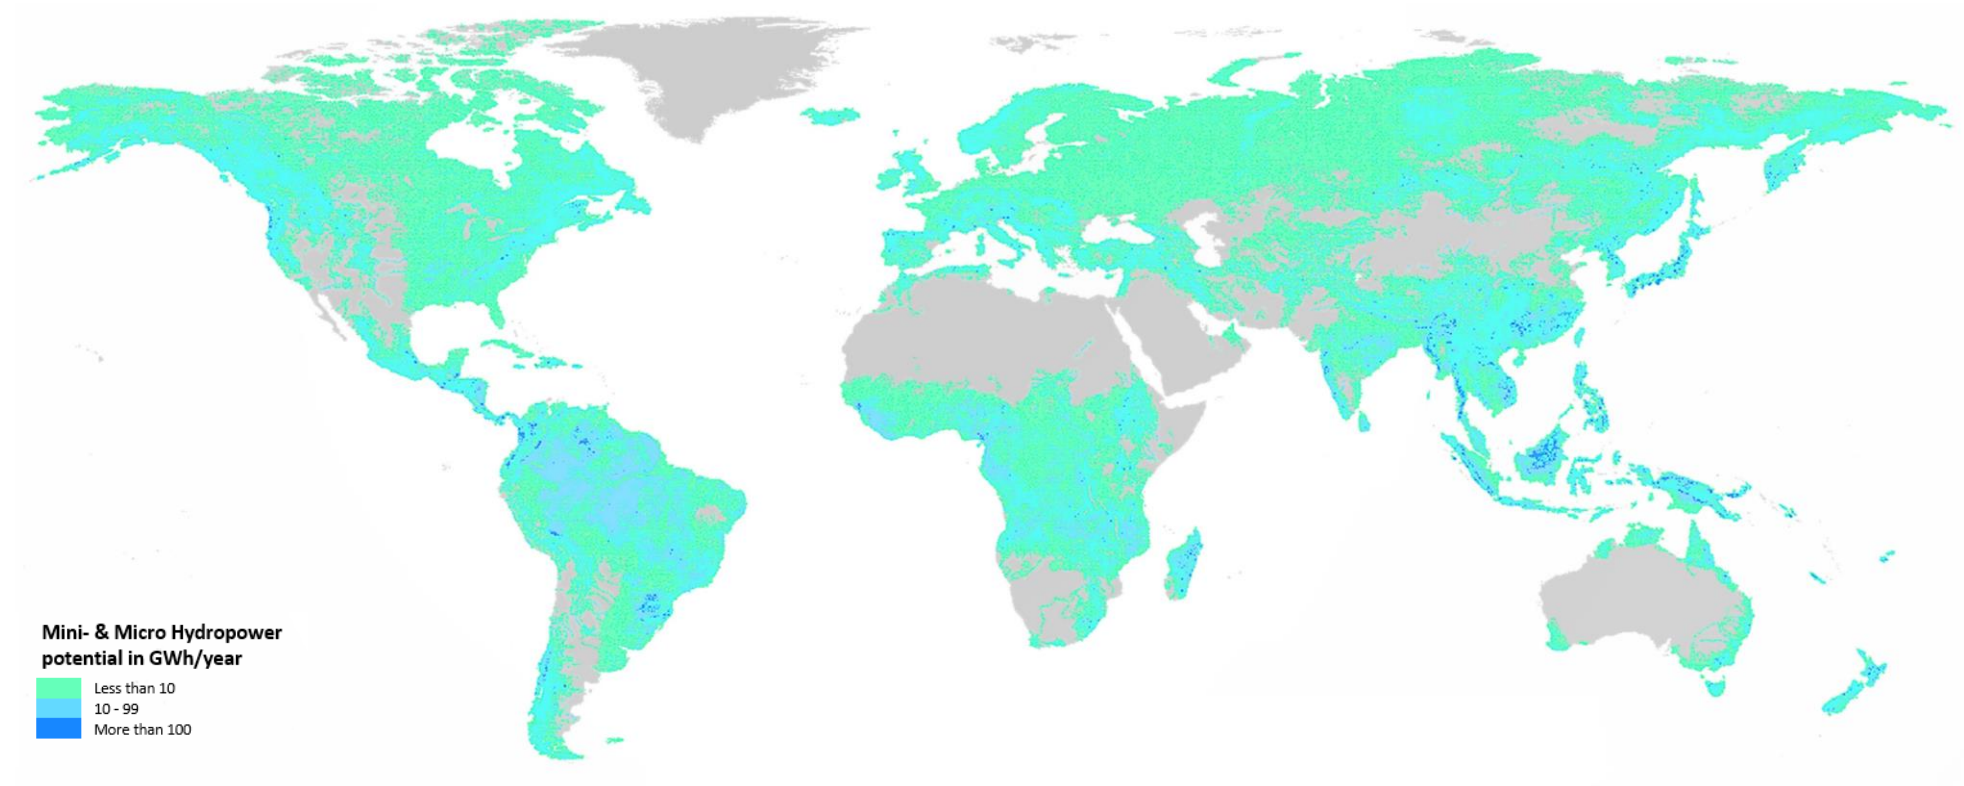 Mini- & Micro Hydropower
potential in GWh/year
Less than 10
10 - 99
More than 100